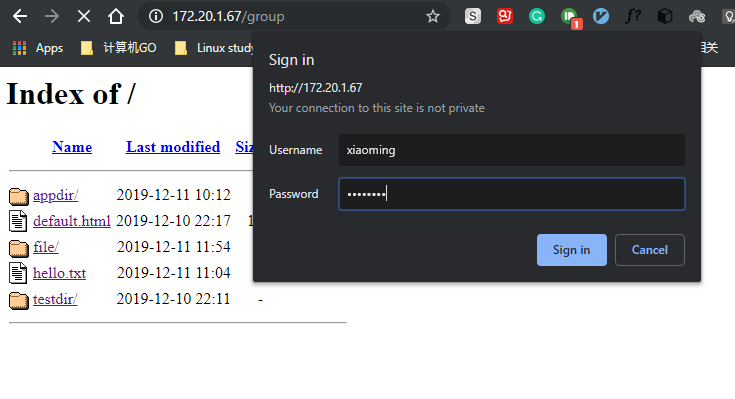 172.20.1.67/group
Apps 计算机GO Linux study 相关
Sign in
http://172.20.1.67
Your connection to this site is not private
Username xiaoming
Password ••••••••
Sign in Cancel
Index of /
Name Last modified
appdir/ 2019-12-11 10:12
default.html 2019-12-10 22:17 1
file/ 2019-12-11 11:54
hello.txt 2019-12-11 11:04
testdir/ 2019-12-10 22:11 -